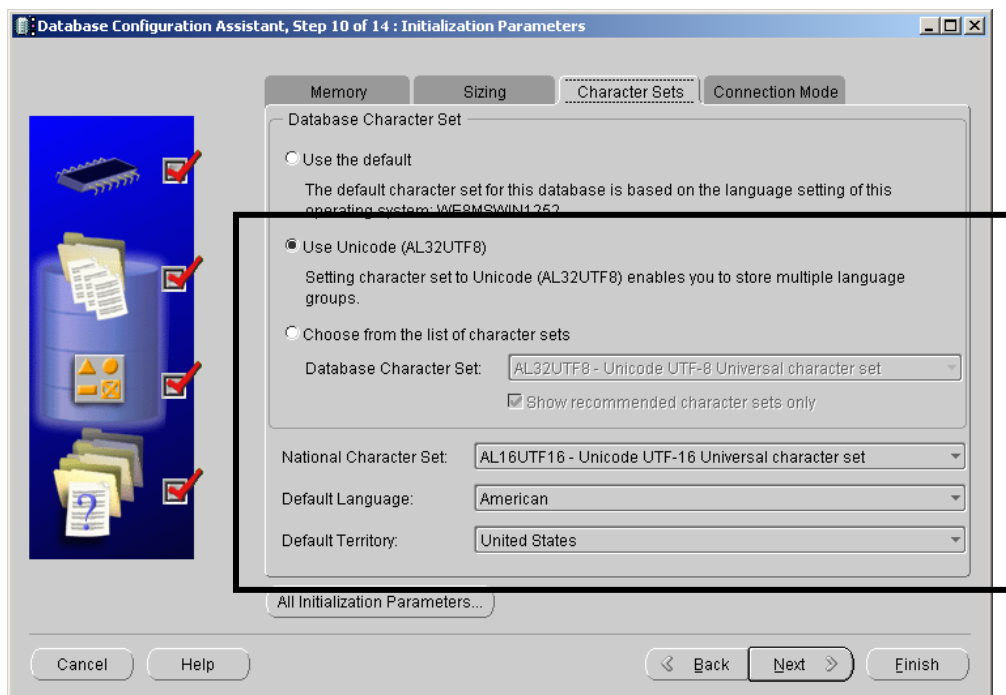 Database Configuration Assistant, Step 10 of 14 : Initialization Parameters
Memory
Sizing
Character Sets
Connection Mode
Database Character Set
Use the default
The default character set for this database is based on the language setting of this
operating system: WE8MSWIN1252
Use Unicode (AL32UTF8)
Setting character set to Unicode (AL32UTF8) enables you to store multiple language
groups.
Choose from the list of character sets
Database Character Set:
AL32UTF8 - Unicode UTF-8 Universal character set
Show recommended character sets only
National Character Set:
AL16UTF16 - Unicode UTF-16 Universal character set
Default Language:
American
Default Territory:
United States
All Initialization Parameters...
Cancel
Help
Back
Next
Finish
?